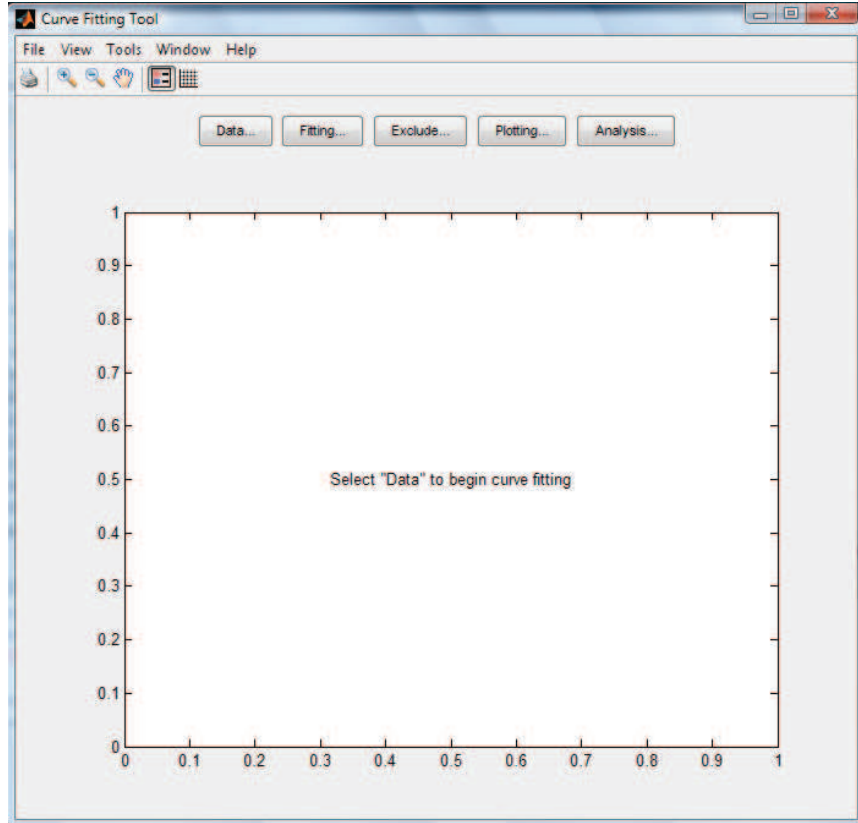 Curve Fitting Tool
File View Tools Window Help
Data... Fitting... Exclude... Plotting... Analysis...
1
0.9
0.8
0.7
0.6
0.5
Select "Data" to begin curve fitting
0.4
0.3
0.2
0.1
0
0 0.1 0.2 0.3 0.4 0.5 0.6 0.7 0.8 0.9 1